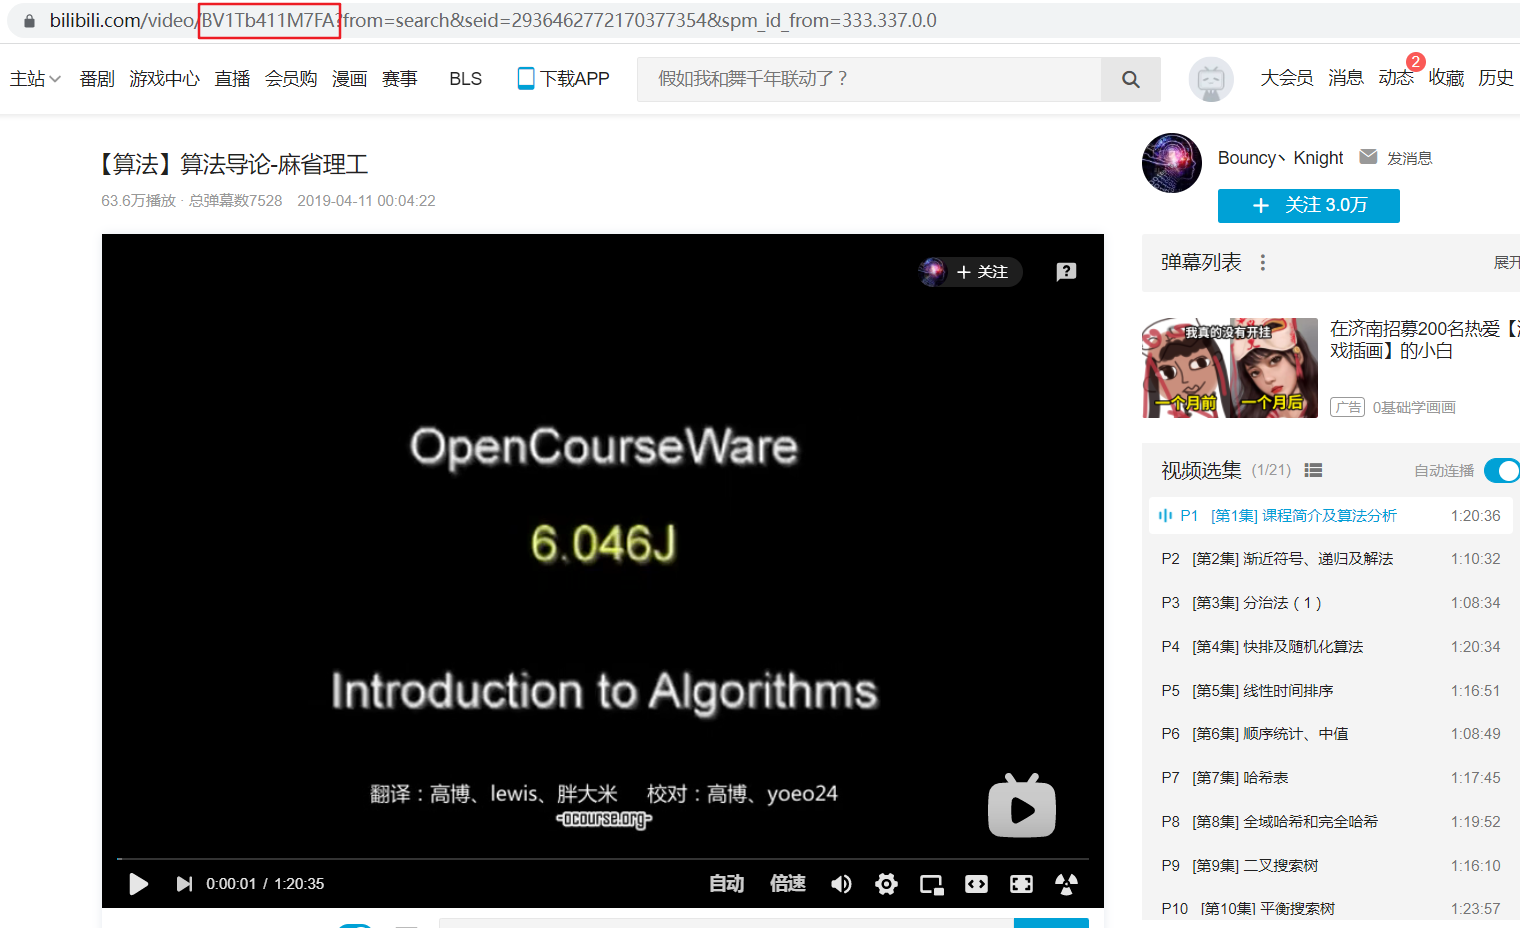 bilibili.com/video/BV1Tb411M7FA?from=search&seid=2936462772170377354&spm_id_from=333.337.0.0
主站 番剧 游戏中心 直播 会员购 漫画 赛事 BLS 下载APP 假如我和舞千年联动了？ 大会员 消息 动态 2 收藏 历史
【算法】算法导论-麻省理工
63.6万播放 · 总弹幕数7528 2019-04-11 00:04:22
+ 关注
OpenCourseWare
6.046J
Introduction to Algorithms
翻译：高博、lewis、胖大米 校对：高博、yoeo24
-ocourse.org-
0:00:01 / 1:20:35 自动 倍速
Bouncy丶Knight 发消息
+ 关注 3.0万
弹幕列表 展开
我真的没有开挂
一个月前 一个月后
在济南招募200名热爱【
戏插画】的小白
广告 0基础学画画
视频选集 (1/21) 自动连播
P1 [第1集] 课程简介及算法分析 1:20:36
P2 [第2集] 渐近符号、递归及解法 1:10:32
P3 [第3集] 分治法（1） 1:08:34
P4 [第4集] 快排及随机化算法 1:20:34
P5 [第5集] 线性时间排序 1:16:51
P6 [第6集] 顺序统计、中值 1:08:49
P7 [第7集] 哈希表 1:17:45
P8 [第8集] 全域哈希和完全哈希 1:19:52
P9 [第9集] 二叉搜索树 1:16:10
P10 [第10集] 平衡搜索树 1:23:57